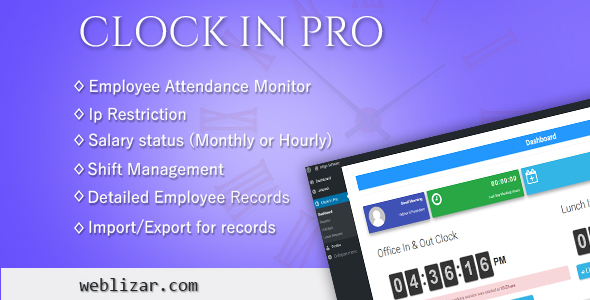 CLOCK IN PRO
Employee Attendance Monitor
Ip Restriction
Salary status (Monthly or Hourly)
Shift Management
Detailed Employee Records
Import/Export for records
weblizar.com
Dashboard
Dashboard
00:00:00
Office In & Out Clock
Lunch I
04:36:16 PM